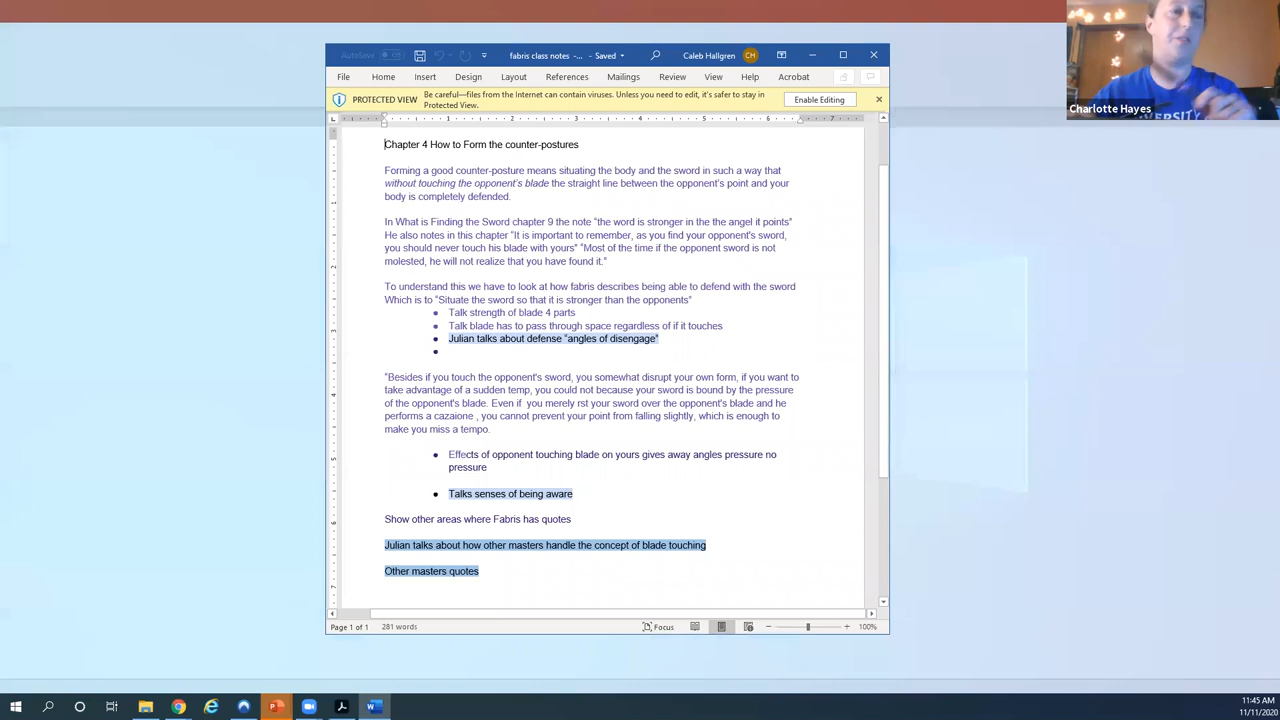 AutoSave
fabris class notes -... – Saved
Caleb Hallgren
CH
File Home Insert Design Layout References Mailings Review View Help Acrobat
PROTECTED VIEW
Be careful—files from the Internet can contain viruses. Unless you need to edit, it's safer to stay in
Protected View.
Enable Editing
Charlotte Hayes
1 2 3 4 5 6 7
Chapter 4 How to Form the counter-postures
Forming a good counter-posture means situating the body and the sword in such a way that
without touching the opponent's blade the straight line between the opponent's point and your
body is completely defended.
In What is Finding the Sword chapter 9 the note “the word is stronger in the the angel it points”
He also notes in this chapter “It is important to remember, as you find your opponent's sword,
you should never touch his blade with yours” “Most of the time if the opponent sword is not
molested, he will not realize that you have found it.”
To understand this we have to look at how fabris describes being able to defend with the sword
Which is to “Situate the sword so that it is stronger than the opponents”
● Talk strength of blade 4 parts
● Talk blade has to pass through space regardless of if it touches
● Julian talks about defense “angles of disengage”
●
“Besides if you touch the opponent's sword, you somewhat disrupt your own form, if you want to
take advantage of a sudden temp, you could not because your sword is bound by the pressure
of the opponent's blade. Even if  you merely rst your sword over the opponent's blade and he
performs a cazaione , you cannot prevent your point from falling slightly, which is enough to
make you miss a tempo.
● Effects of opponent touching blade on yours gives away angles pressure no
pressure
● Talks senses of being aware
Show other areas where Fabris has quotes
Julian talks about how other masters handle the concept of blade touching
Other masters quotes
Page 1 of 1
281 words
Focus
100%
11:45 AM
11/11/2020